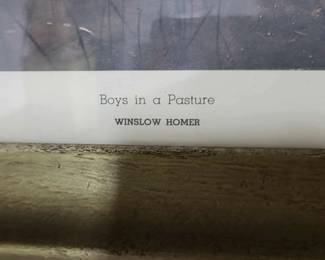 Boys in a Pasture
WINSLOW HOMER